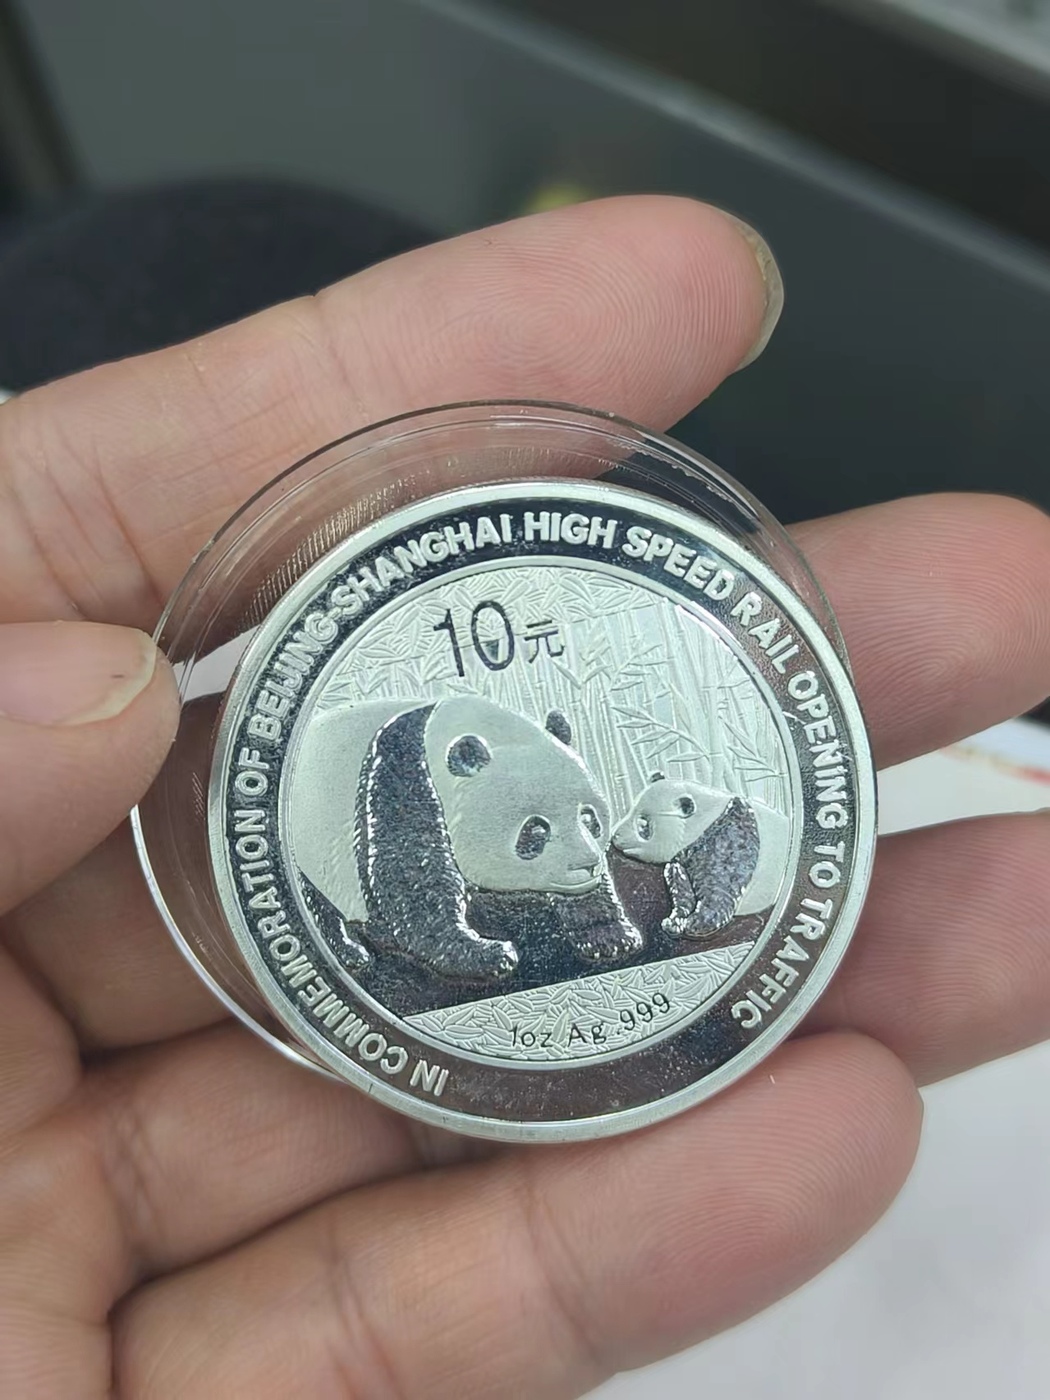 IN COMMEMORATION OF BEIJING-SHANGHAI HIGH SPEED RAIL OPENING TO TRAFFIC
10元
1oz Ag .999